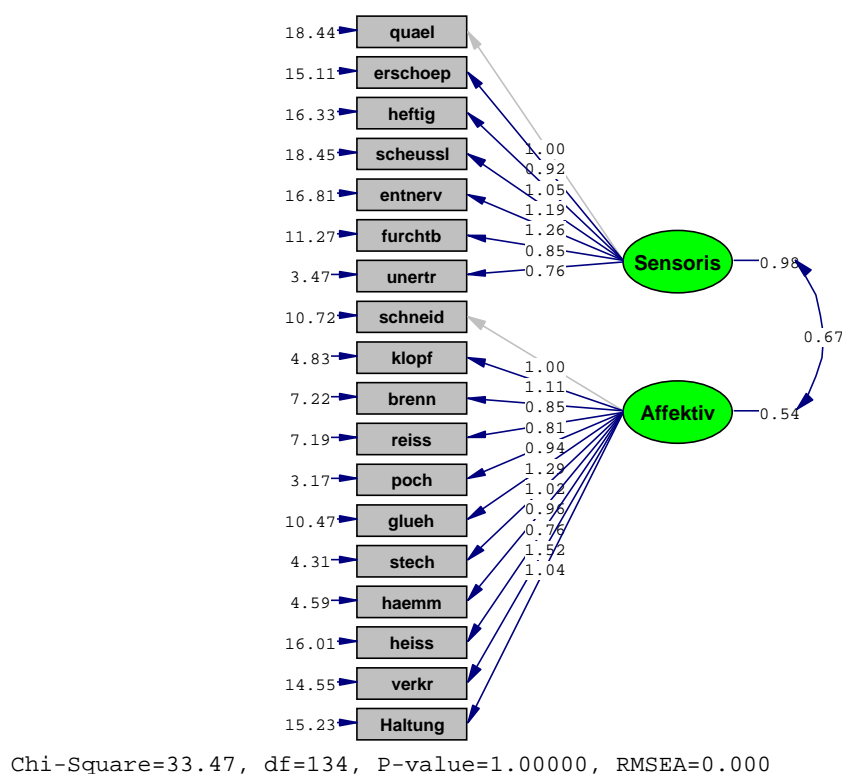 18.44 quael
15.11 erschoep
16.33 heftig
18.45 scheussl
16.81 entnerv
11.27 furchtb
3.47 unertr
10.72 schneid
4.83 klopf
7.22 brenn
7.19 reiss
3.17 poch
10.47 glueh
4.31 stech
4.59 haemm
16.01 heiss
14.55 verkr
15.23 Haltung
1.00
0.92
1.05
1.19
1.26
0.85
0.76
Sensoris 0.98
0.67
1.00
1.11
0.85
0.81
0.94
1.29
1.02
0.96
0.76
1.52
1.04
Affektiv 0.54
Chi-Square=33.47, df=134, P-value=1.00000, RMSEA=0.000